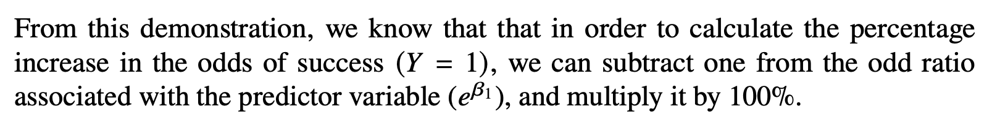 From this demonstration, we know that that in order to calculate the percentage
increase in the odds of success (Y = 1), we can subtract one from the odd ratio
associated with the predictor variable (e^{β_1}), and multiply it by 100%.